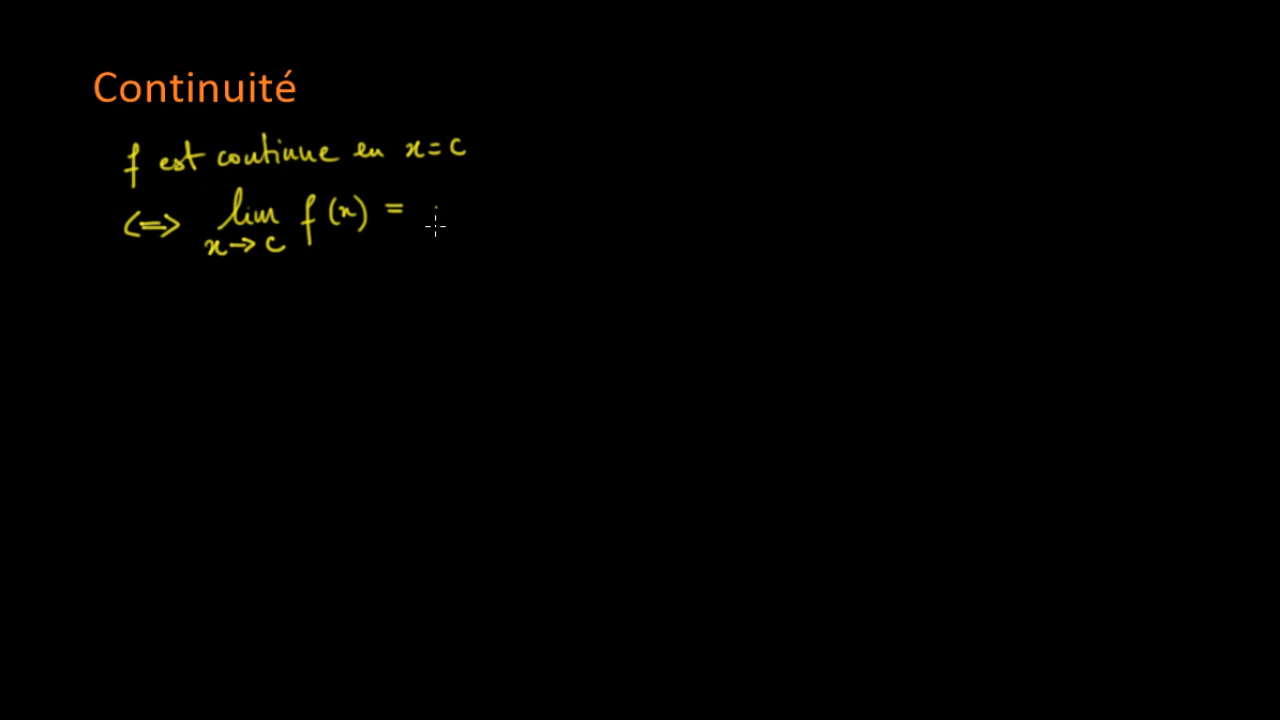 Continuité
f est continue en x = c
<=> lim f(x) =
x → c